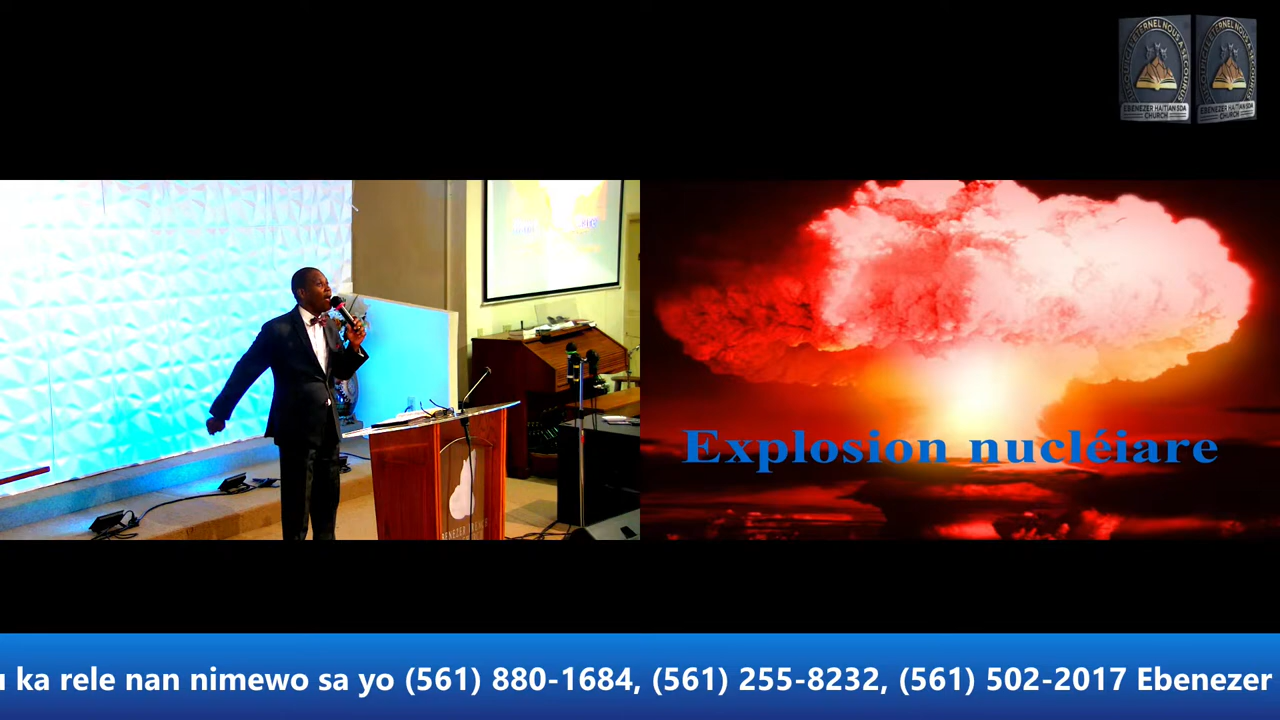 EBENEZER HAITIAN SDA
CHURCH
EBENEZER HAITIAN SDA
CHURCH
Explosion nucléiare
ka rele nan nimewo sa yo (561) 880-1684, (561) 255-8232, (561) 502-2017 Ebenezer